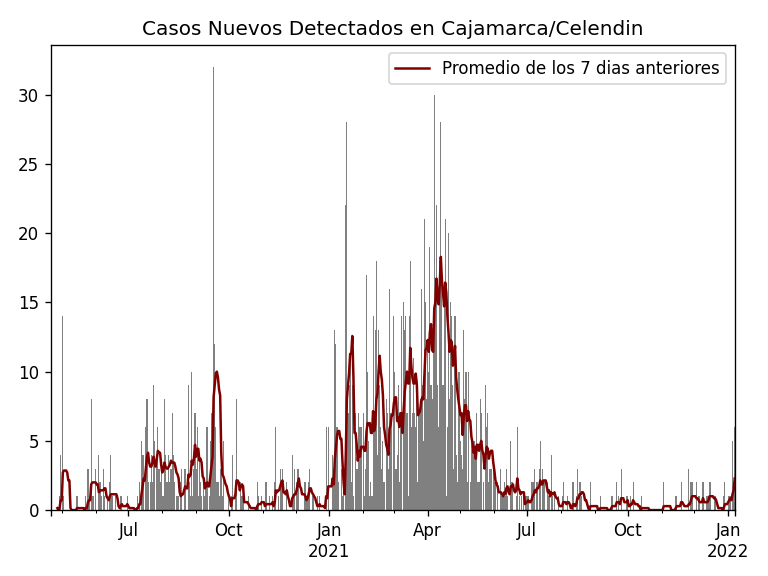 Casos Nuevos Detectados en Cajamarca/Celendin
Promedio de los 7 dias anteriores
30
25
20
15
10
5
0
Jul Oct Jan Apr Jul Oct Jan
2021 2022